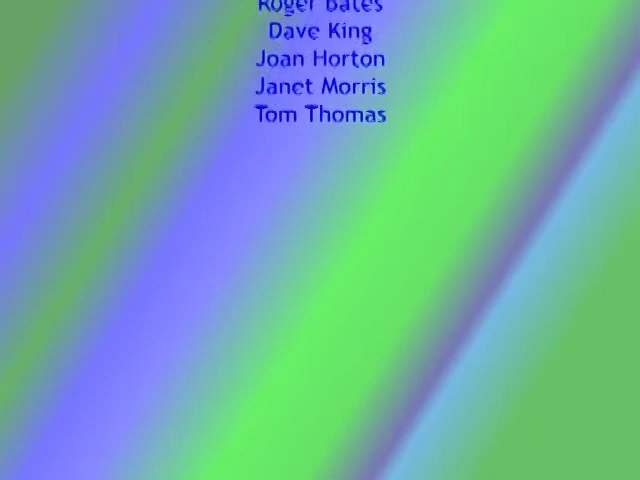 Roger Bates
Dave King
Joan Horton
Janet Morris
Tom Thomas